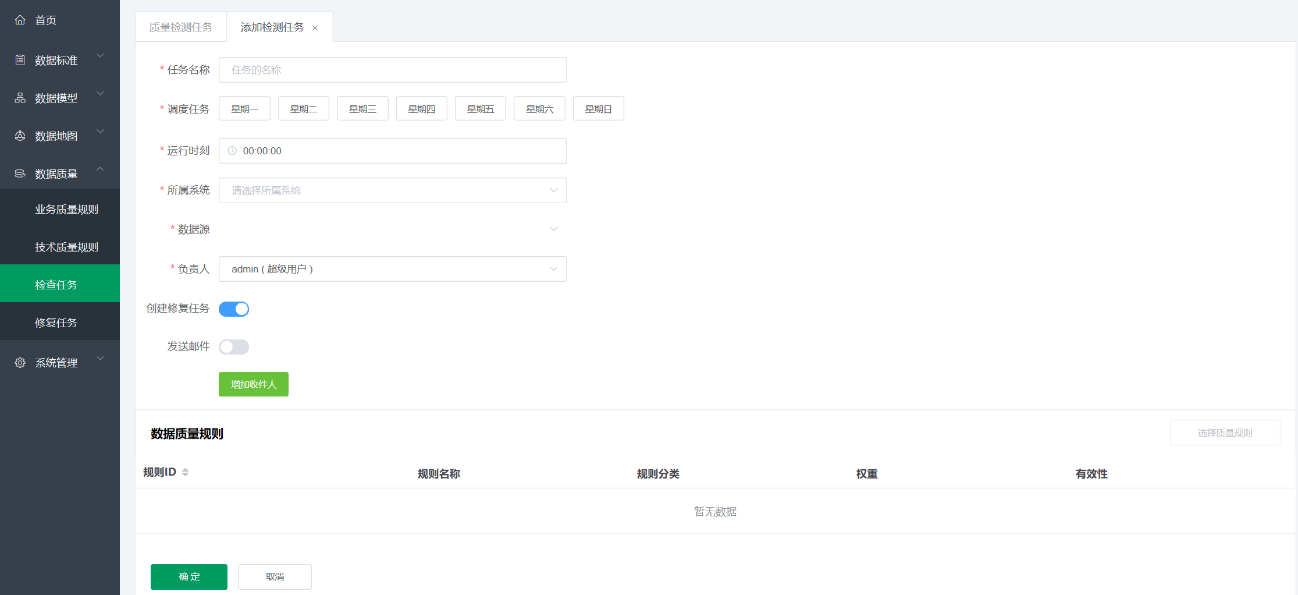 首页
数据标准
数据模型
数据地图
数据质量
业务质量规则
技术质量规则
检查任务
修复任务
系统管理
质量检测任务 添加检测任务 ×
* 任务名称 任务的名称
* 调度任务 星期一 星期二 星期三 星期四 星期五 星期六 星期日
* 运行时刻 00:00:00
* 所属系统 请选择所属系统
* 数据源
* 负责人 admin ( 超级用户 )
创建修复任务
发送邮件
增加收件人
数据质量规则 选择质量规则
规则ID 规则名称 规则分类 权重 有效性
暂无数据
确 定 取消